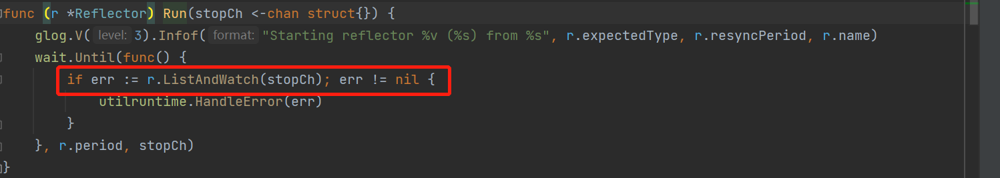 func (r *Reflector) Run(stopCh <-chan struct{}) {
    glog.V( level: 3).Infof( format: "Starting reflector %v (%s) from %s", r.expectedType, r.resyncPeriod, r.name)
    wait.Until(func() {
        if err := r.ListAndWatch(stopCh); err != nil {
            utilruntime.HandleError(err)
        }
    }, r.period, stopCh)
}